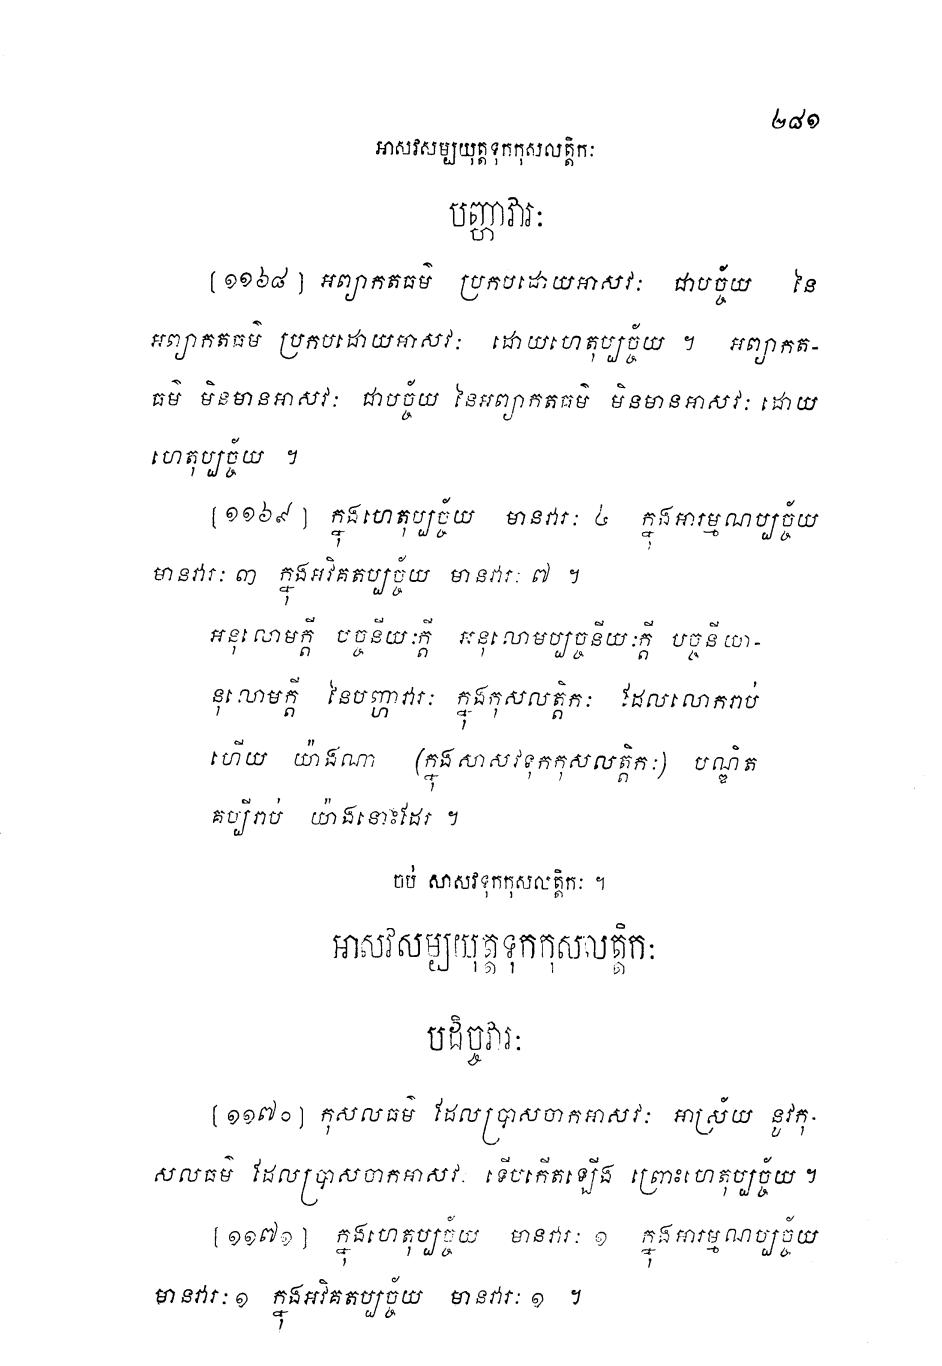 ២៨១
អាសវសម្បយុត្តទុកកុសលត្តិកៈ
បញ្ហាវារៈ
[១១៦៨] អព្យាកតធម៌ ប្រកបដោយអាសវៈ ជាបច្ច័យ នៃ
អព្យាកតធម៌ ប្រកបដោយអាសវៈ ដោយហេតុប្បច្ច័យ ។ អព្យាកត-
ធម៌ មិនមានអាសវៈ ជាបច្ច័យ នៃអព្យាកតធម៌ មិនមានអាសវៈ ដោយ
ហេតុប្បច្ច័យ ។
[១១៦៩] ក្នុងហេតុប្បច្ច័យ មានវារៈ ៤ ក្នុងអារម្មណប្បច្ច័យ
មានវារៈ ៣ ក្នុងអវិគតប្បច្ច័យ មានវារៈ ៧ ។
អនុលោមក្តី បច្ចនីយៈក្តី អនុលោមប្បច្ចនីយៈក្តី បច្ចនីយា-
នុលោមក្តី នៃបញ្ហាវារៈ ក្នុងកុសលត្តិកៈ ដែលលោករាប់
ហើយ យ៉ាងណា (ក្នុងសាសវទុកកុសលត្តិកៈ) បណ្ឌិត
គប្បីរាប់ យ៉ាងនោះដែរ ។
ចប់ សាសវទុកកុសលត្តិកៈ ។
អាសវសម្បយុត្តទុកកុសលត្តិកៈ
បដិច្ចវារៈ
[១១៧០] កុសលធម៌ ដែលប្រាសចាកអាសវៈ អាស្រ័យ នូវកុ-
សលធម៌ ដែលប្រាសចាកអាសវៈ ទើបកើតឡើង ព្រោះហេតុប្បច្ច័យ ។
[១១៧១] ក្នុងហេតុប្បច្ច័យ មានវារៈ ១ ក្នុងអារម្មណប្បច្ច័យ
មានវារៈ ១ ក្នុងអវិគតប្បច្ច័យ មានវារៈ ១ ។